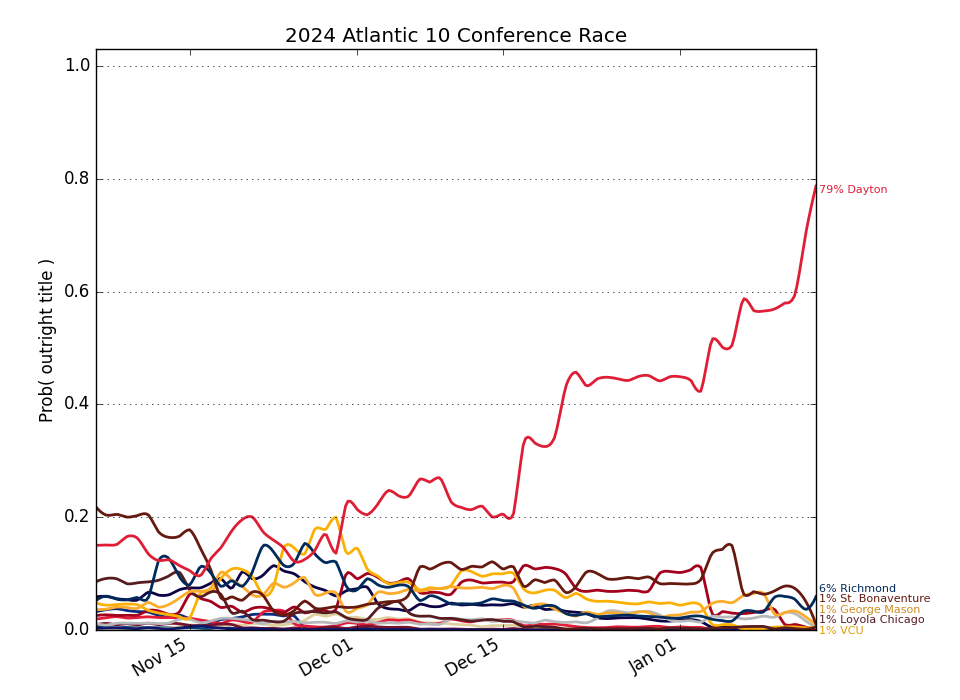 2024 Atlantic 10 Conference Race
Prob( outright title )
1.0
0.8
0.6
0.4
0.2
0.0
Nov 15
Dec 01
Dec 15
Jan 01
79% Dayton
6% Richmond
1% St. Bonaventure
1% George Mason
1% Loyola Chicago
1% VCU